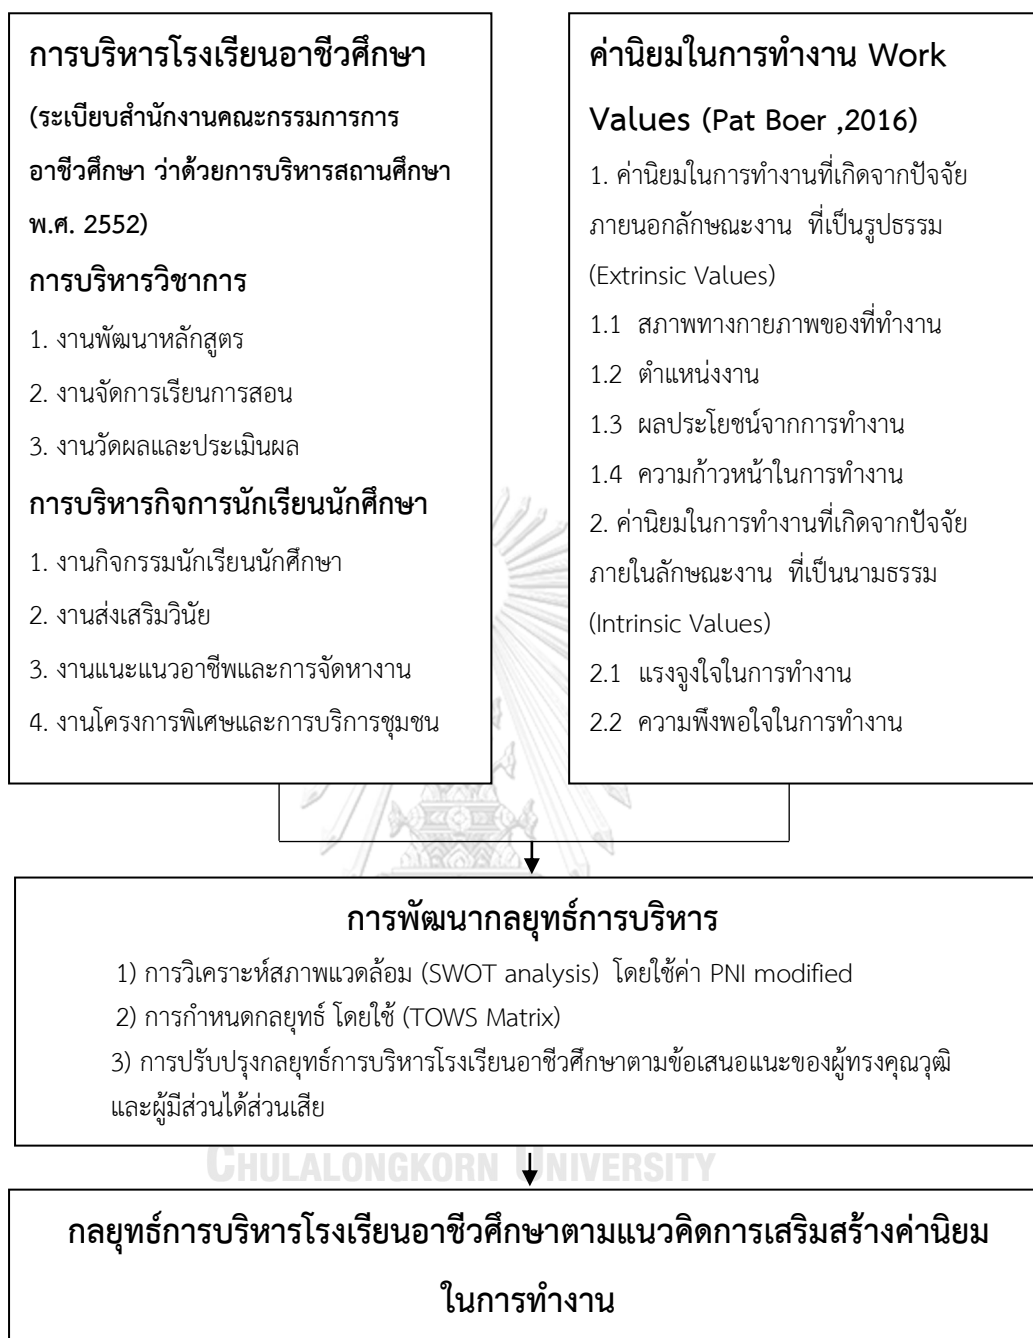 การบริหารโรงเรียนอาชีวศึกษา
(ระเบียบสำนักงานคณะกรรมการการ
อาชีวศึกษา ว่าด้วยการบริหารสถานศึกษา
พ.ศ. 2552)
การบริหารวิชาการ
1. งานพัฒนาหลักสูตร
2. งานจัดการเรียนการสอน
3. งานวัดผลและประเมินผล
การบริหารกิจการนักเรียนนักศึกษา
1. งานกิจกรรมนักเรียนนักศึกษา
2. งานส่งเสริมวินัย
3. งานแนะแนวอาชีพและการจัดหางาน
4. งานโครงการพิเศษและการบริการชุมชน
ค่านิยมในการทำงาน Work
Values (Pat Boer ,2016)
1. ค่านิยมในการทำงานที่เกิดจากปัจจัย
ภายนอกลักษณะงาน ที่เป็นรูปธรรม
(Extrinsic Values)
1.1 สภาพทางกายภาพของที่ทำงาน
1.2 ตำแหน่งงาน
1.3 ผลประโยชน์จากการทำงาน
1.4 ความก้าวหน้าในการทำงาน
2. ค่านิยมในการทำงานที่เกิดจากปัจจัย
ภายในลักษณะงาน ที่เป็นนามธรรม
(Intrinsic Values)
2.1 แรงจูงใจในการทำงาน
2.2 ความพึงพอใจในการทำงาน
การพัฒนากลยุทธ์การบริหาร
1) การวิเคราะห์สภาพแวดล้อม (SWOT analysis) โดยใช้ค่า PNI modified
2) การกำหนดกลยุทธ์ โดยใช้ (TOWS Matrix)
3) การปรับปรุงกลยุทธ์การบริหารโรงเรียนอาชีวศึกษาตามข้อเสนอแนะของผู้ทรงคุณวุฒิ
และผู้มีส่วนได้ส่วนเสีย
CHULALONGKORN UNIVERSITY
กลยุทธ์การบริหารโรงเรียนอาชีวศึกษาตามแนวคิดการเสริมสร้างค่านิยม
ในการทำงาน